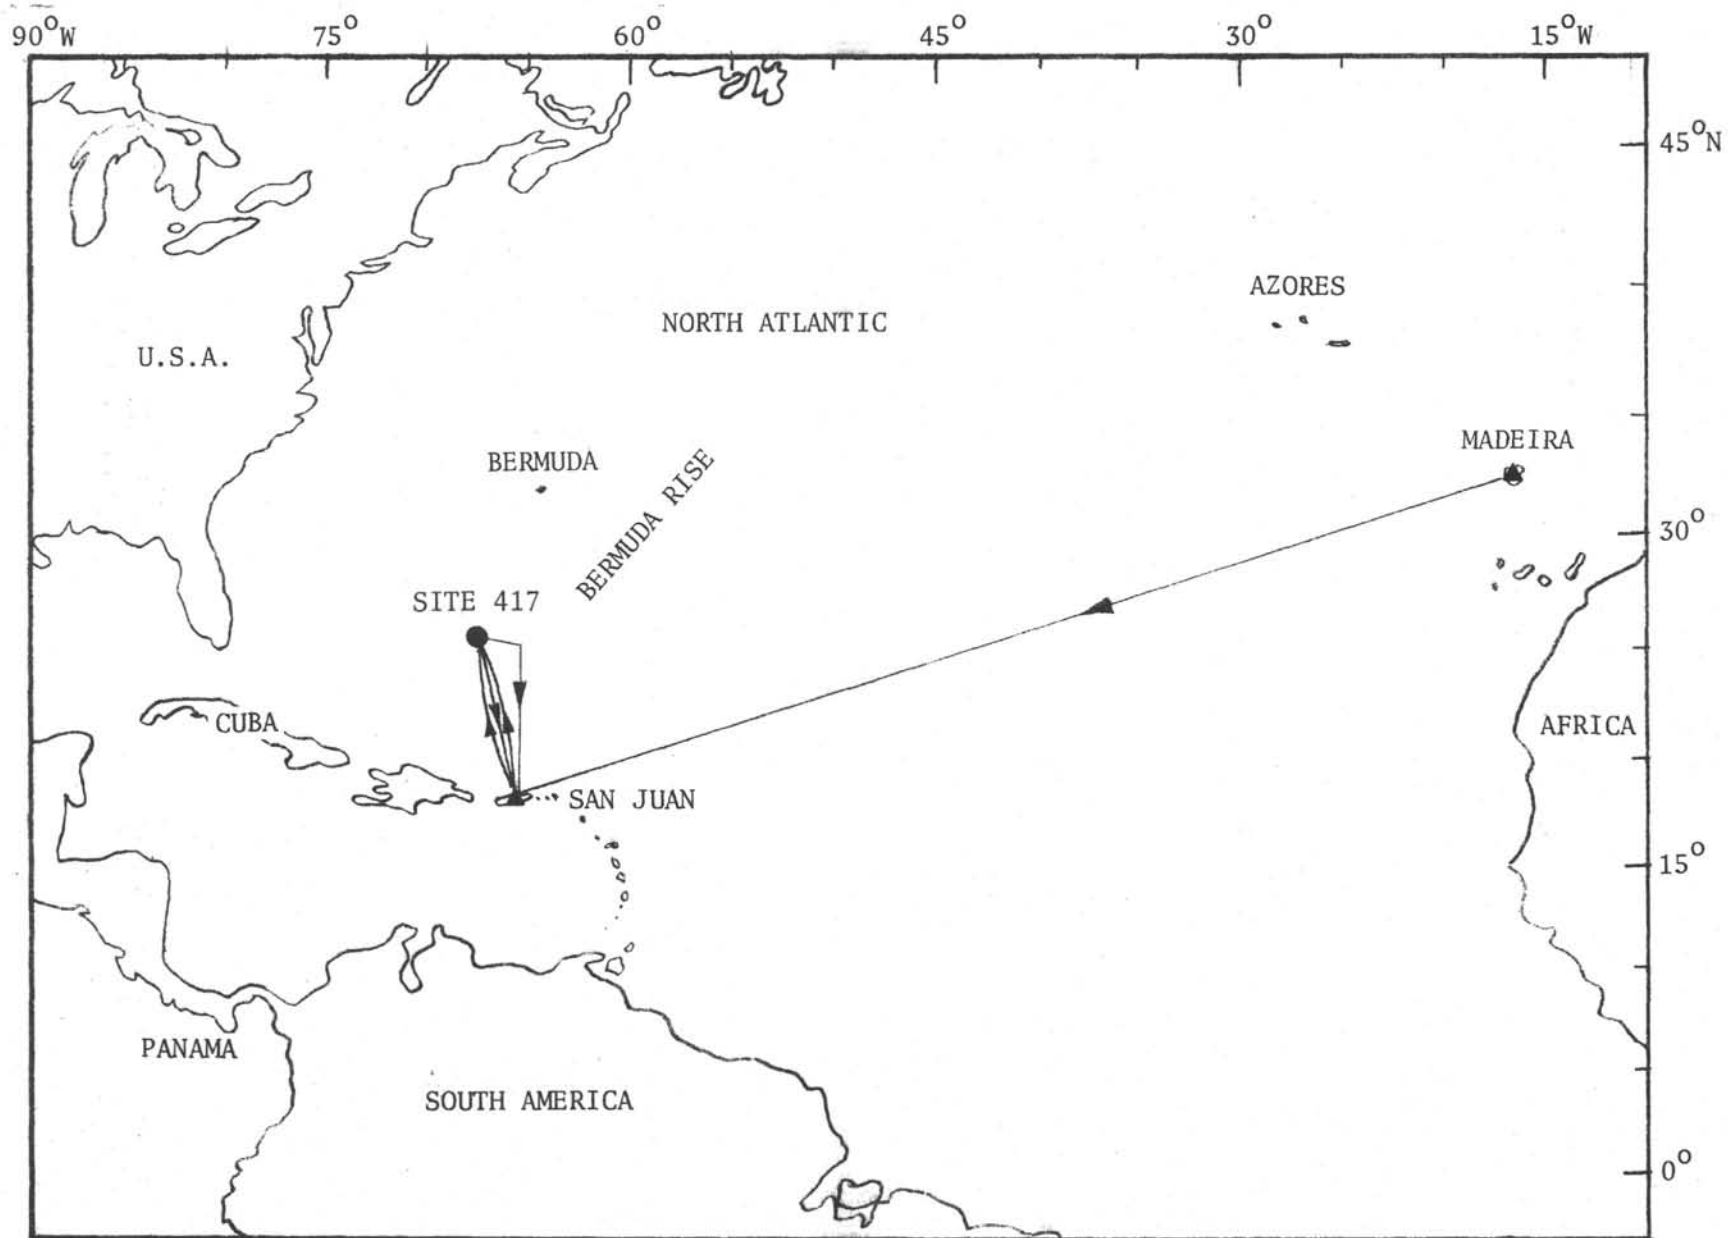 90°W 75° 60° 45° 30° 15°W
45°N
AZORES
NORTH ATLANTIC
U.S.A.
MADEIRA
BERMUDA
BERMUDA RISE
30°
SITE 417
CUBA
AFRICA
SAN JUAN
15°
PANAMA
SOUTH AMERICA
0°